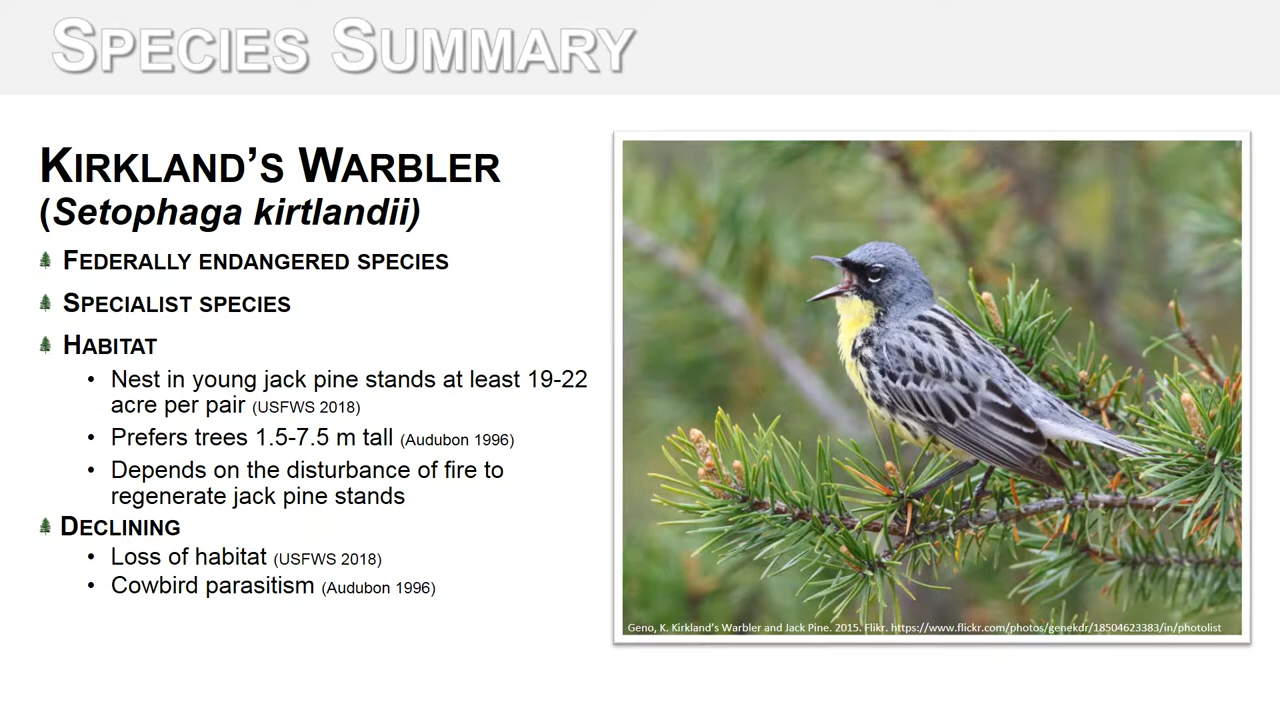 SPECIES SUMMARY
KIRKLAND'S WARBLER
(Setophaga kirtlandii)
FEDERALLY ENDANGERED SPECIES
SPECIALIST SPECIES
HABITAT
• Nest in young jack pine stands at least 19-22
acre per pair (USFWS 2018)
• Prefers trees 1.5-7.5 m tall (Audubon 1996)
• Depends on the disturbance of fire to
regenerate jack pine stands
DECLINING
• Loss of habitat (USFWS 2018)
• Cowbird parasitism (Audubon 1996)
Geno, K. Kirkland's Warbler and Jack Pine. 2015. Flikr. https://www.flickr.com/photos/genekdr/18504623383/in/photolist